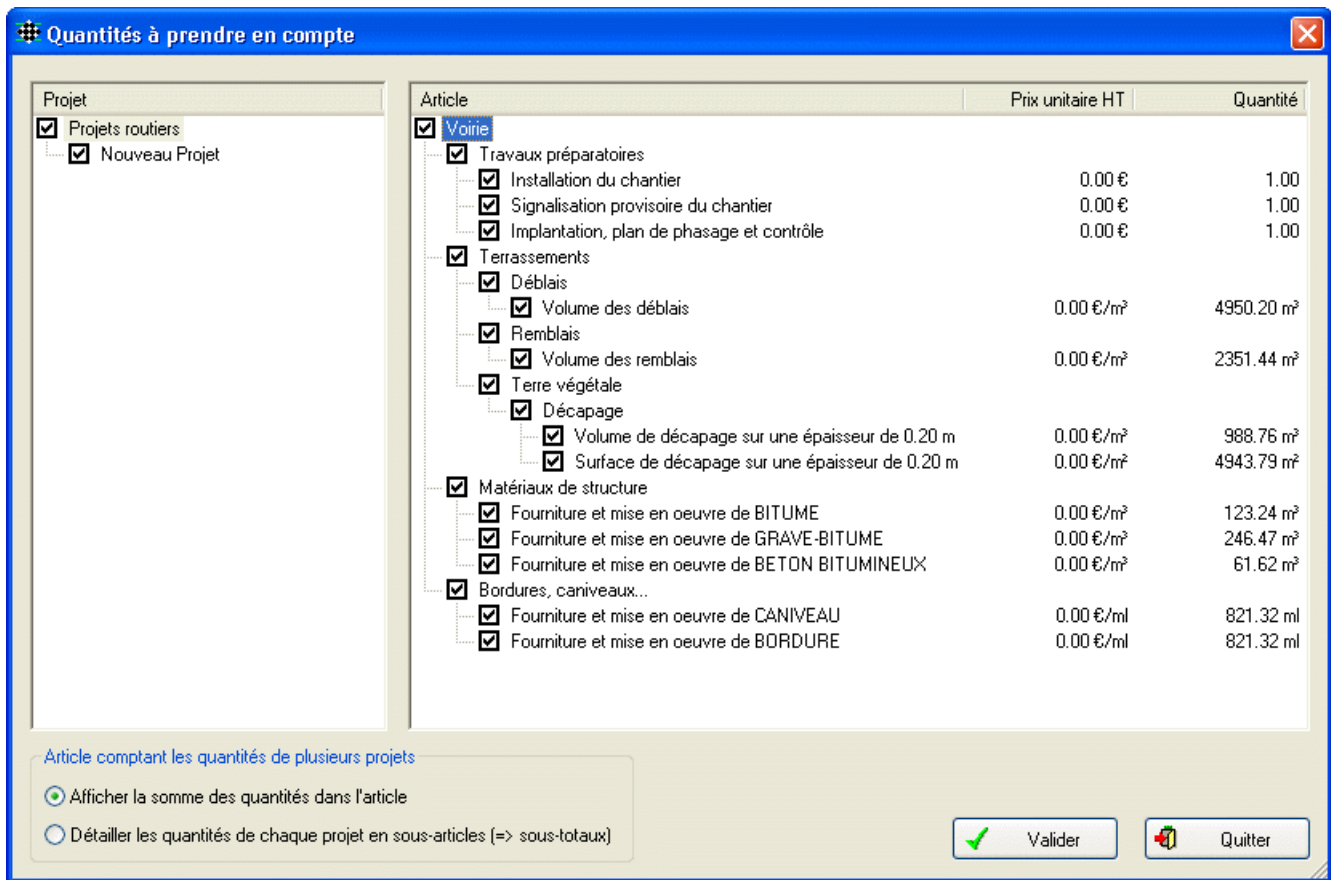 Quantités à prendre en compte
Projet
Projets routiers
Nouveau Projet
Article Prix unitaire HT Quantité
Voirie
Travaux préparatoires
Installation du chantier 0.00 € 1.00
Signalisation provisoire du chantier 0.00 € 1.00
Implantation, plan de phasage et contrôle 0.00 € 1.00
Terrassements
Déblais
Volume des déblais 0.00 €/m³ 4950.20 m³
Remblais
Volume des remblais 0.00 €/m³ 2351.44 m³
Terre végétale
Décapage
Volume de décapage sur une épaisseur de 0.20 m 0.00 €/m³ 988.76 m³
Surface de décapage sur une épaisseur de 0.20 m 0.00 €/m² 4943.79 m²
Matériaux de structure
Fourniture et mise en oeuvre de BITUME 0.00 €/m³ 123.24 m³
Fourniture et mise en oeuvre de GRAVE-BITUME 0.00 €/m³ 246.47 m³
Fourniture et mise en oeuvre de BETON BITUMINEUX 0.00 €/m³ 61.62 m³
Bordures, caniveaux...
Fourniture et mise en oeuvre de CANIVEAU 0.00 €/ml 821.32 ml
Fourniture et mise en oeuvre de BORDURE 0.00 €/ml 821.32 ml
Article comptant les quantités de plusieurs projets
Afficher la somme des quantités dans l'article
Détailler les quantités de chaque projet en sous-articles (=> sous-totaux)
Valider
Quitter